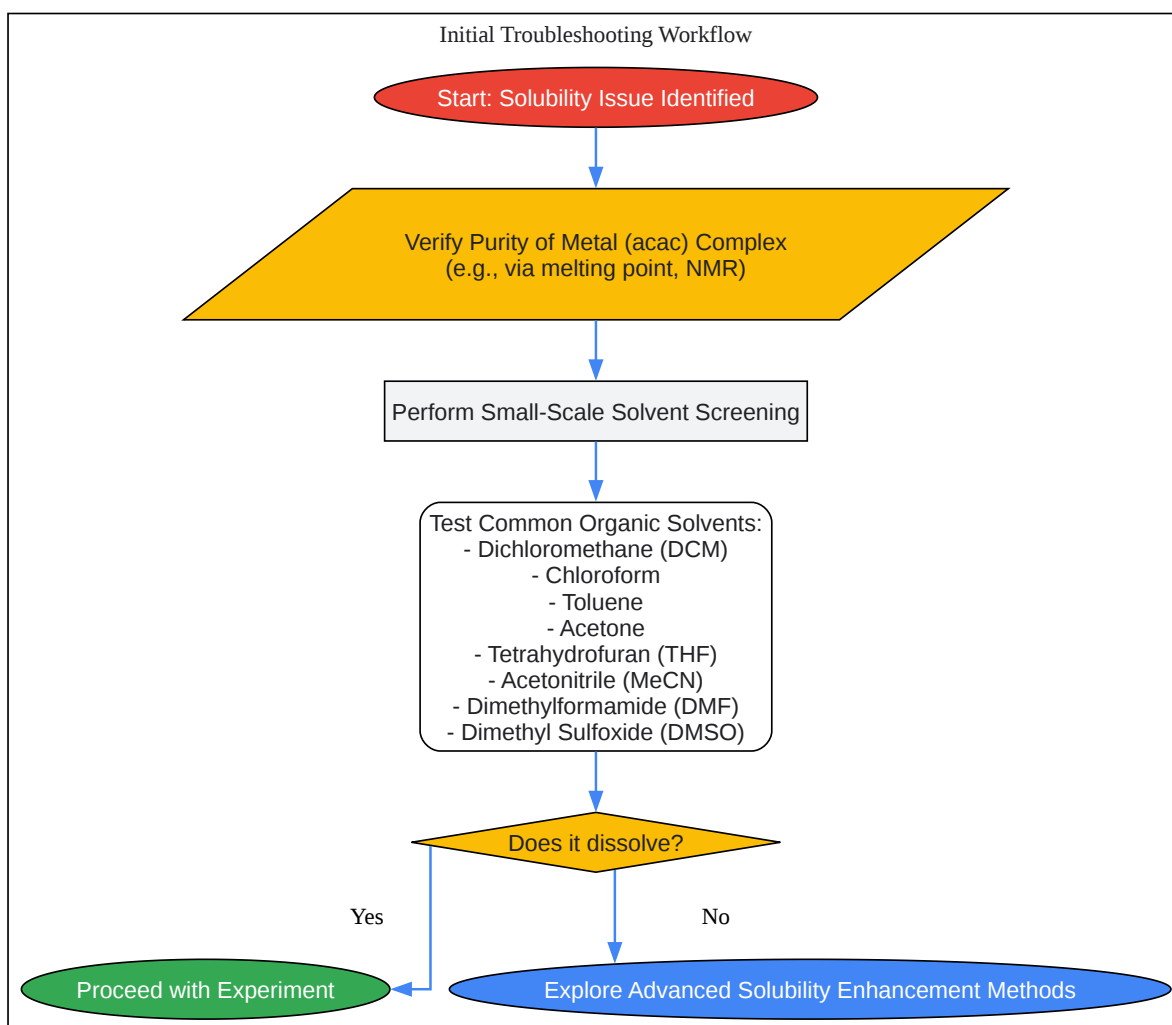 Initial Troubleshooting Workflow
Start: Solubility Issue Identified
Verify Purity of Metal (acac) Complex
(e.g., via melting point, NMR)
Perform Small-Scale Solvent Screening
Test Common Organic Solvents:
- Dichloromethane (DCM)
- Chloroform
- Toluene
- Acetone
- Tetrahydrofuran (THF)
- Acetonitrile (MeCN)
- Dimethylformamide (DMF)
- Dimethyl Sulfoxide (DMSO)
Does it dissolve?
Yes
No
Proceed with Experiment
Explore Advanced Solubility Enhancement Methods